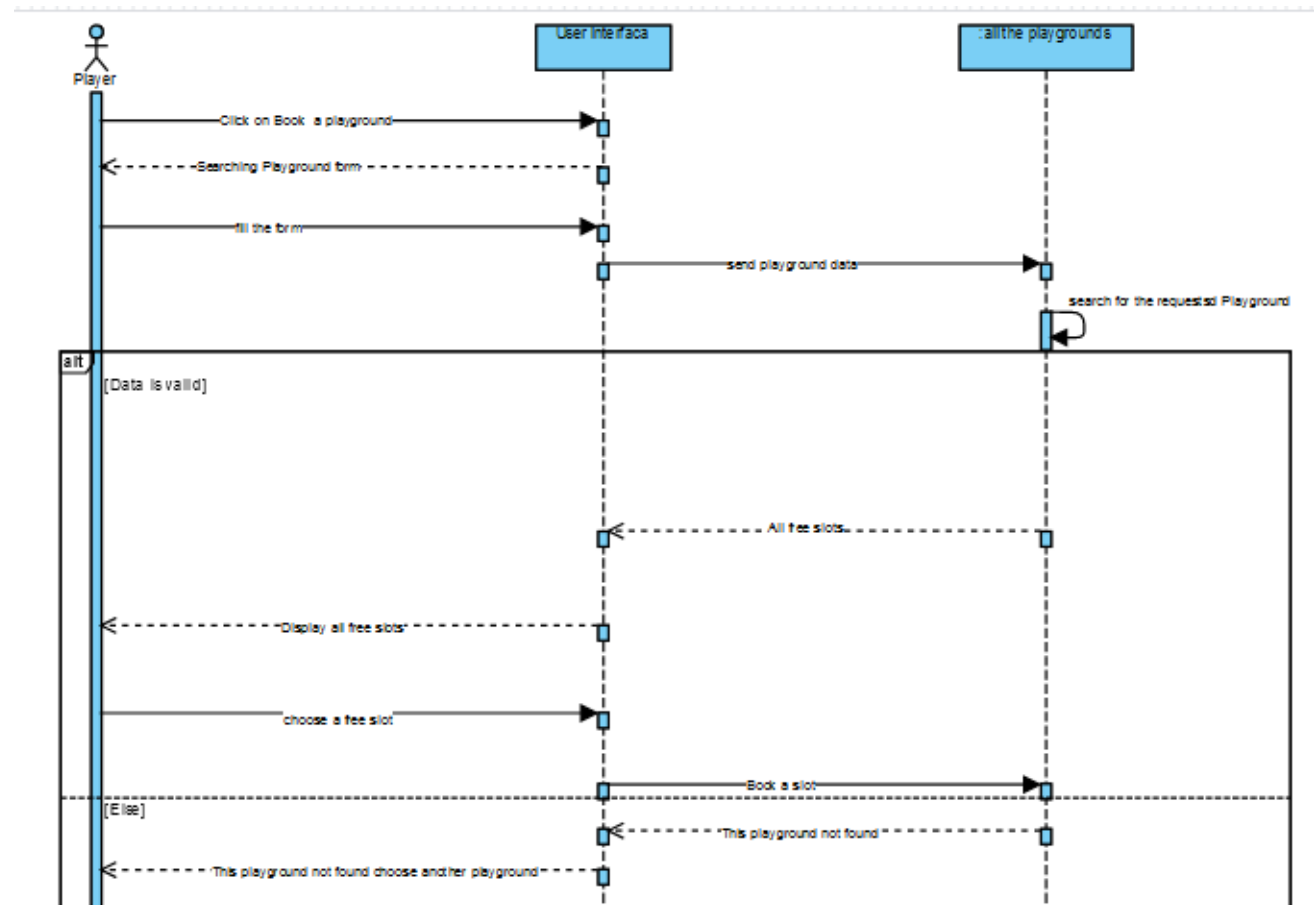 Player
User Interfaca
:all the playgrounds
Click on Book a playground
Searching Playground form
fill the form
send playground data
search for the requestsd Playground
alt
[Data is valid]
All free slots
Display all free slots
choose a free slot
Book a slot
[Else]
This playground not found
This playground not found choose another playground